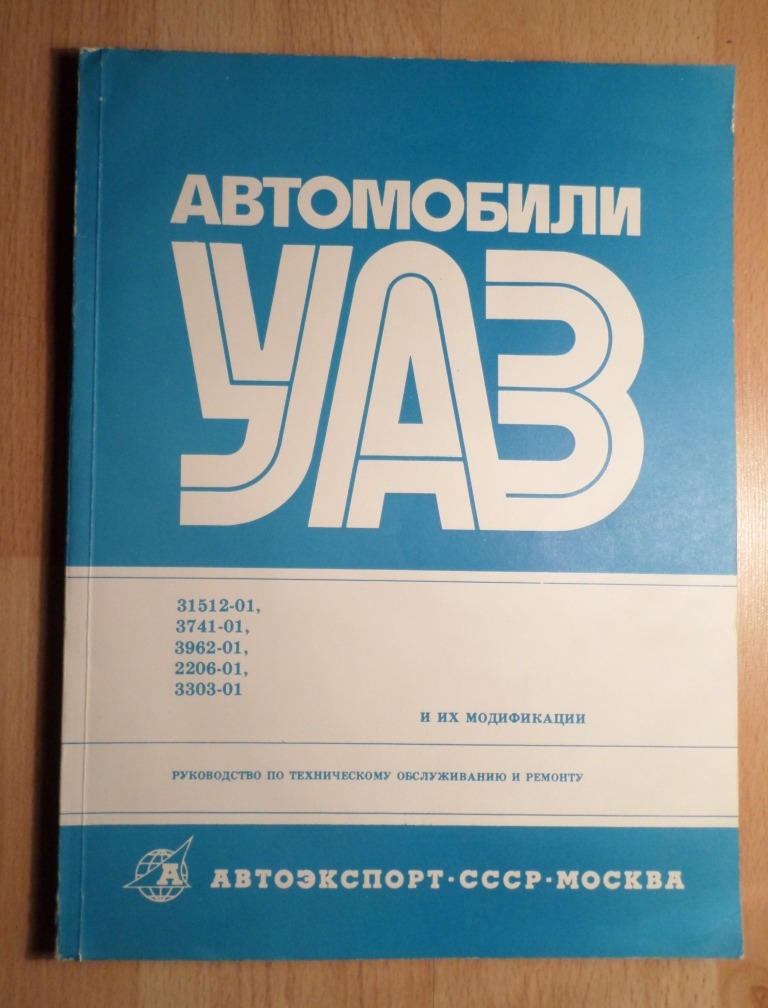 АВТОМОБИЛИ
УАЗ
31512-01,
3741-01,
3962-01,
2206-01,
3303-01
И ИХ МОДИФИКАЦИИ
РУКОВОДСТВО ПО ТЕХНИЧЕСКОМУ ОБСЛУЖИВАНИЮ И РЕМОНТУ
А АВТОЭКСПОРТ·СССР·МОСКВА